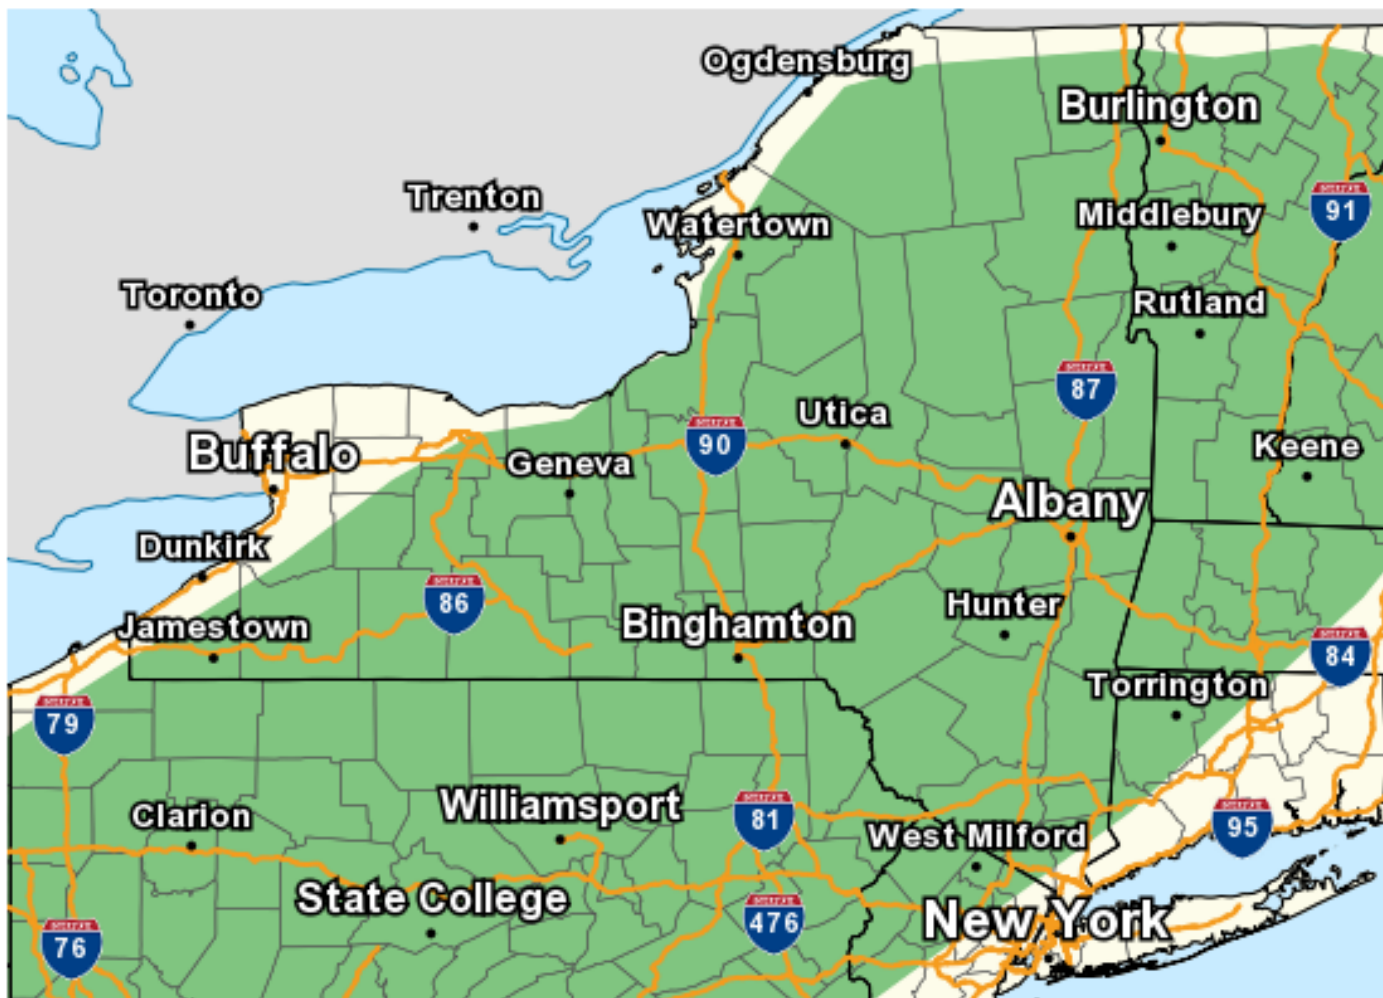 Ogdensburg
Burlington
Trenton
Watertown
Middlebury
91
Toronto
Rutland
87
Utica
90
Buffalo
Geneva
Keene
Albany
Dunkirk
86
Hunter
Jamestown
Binghamton
84
Torrington
79
Clarion
Williamsport
81
95
West Milford
State College
476
New York
76